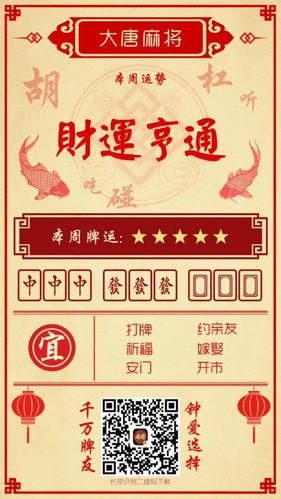 大唐麻将
本周运势
胡
杠
听
財運亨通
吃
碰
本周牌运：★★★★★
中 中 中 發 發 發
宜
打牌 约亲友
祈福 嫁娶
安门 开市
千万牌友
钟爱选择
长按识别二维码下载